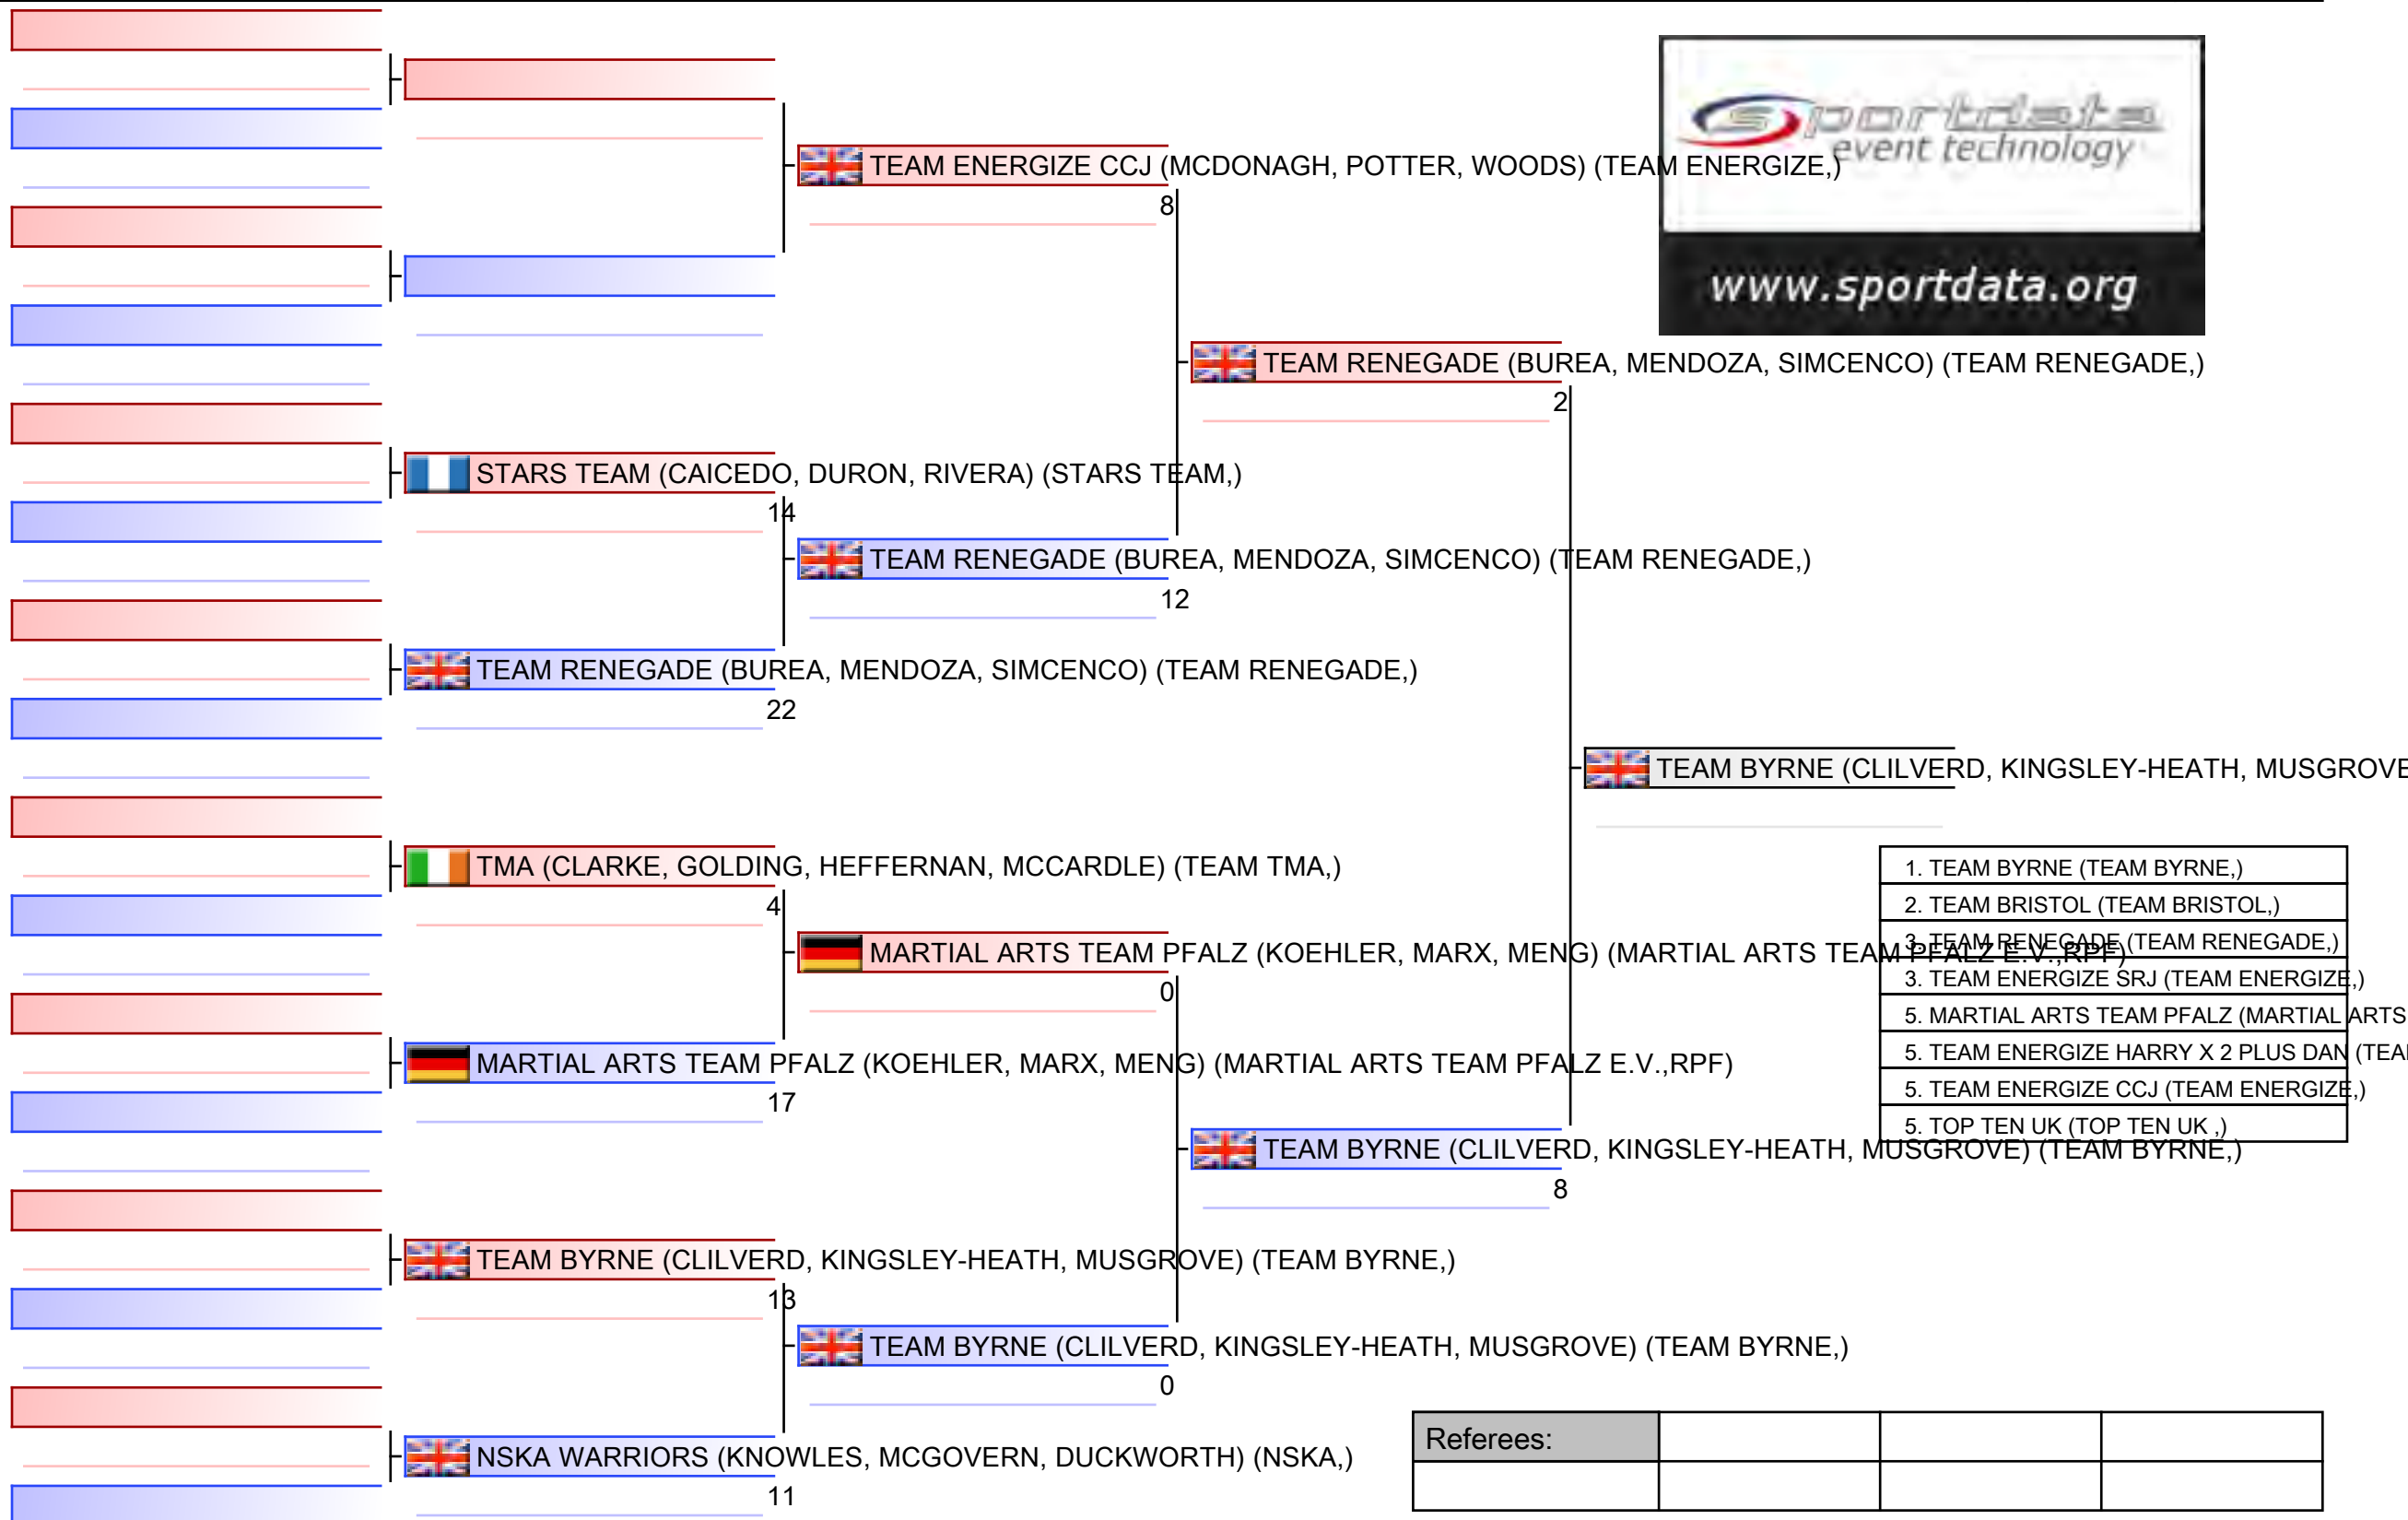 sportdata
event technology
www.sportdata.org
TEAM ENERGIZE CCJ (MCDONAGH, POTTER, WOODS) (TEAM ENERGIZE,)
8
TEAM RENEGADE (BUREA, MENDOZA, SIMCENCO) (TEAM RENEGADE,)
2
STARS TEAM (CAICEDO, DURON, RIVERA) (STARS TEAM,)
14
TEAM RENEGADE (BUREA, MENDOZA, SIMCENCO) (TEAM RENEGADE,)
12
TEAM RENEGADE (BUREA, MENDOZA, SIMCENCO) (TEAM RENEGADE,)
22
TEAM BYRNE (CLILVERD, KINGSLEY-HEATH, MUSGROVE
TMA (CLARKE, GOLDING, HEFFERNAN, MCCARDLE) (TEAM TMA,)
4
MARTIAL ARTS TEAM PFALZ (KOEHLER, MARX, MENG) (MARTIAL ARTS TEAM PFALZ E.V.,RPF)
0
MARTIAL ARTS TEAM PFALZ (KOEHLER, MARX, MENG) (MARTIAL ARTS TEAM PFALZ E.V.,RPF)
17
1. TEAM BYRNE (TEAM BYRNE,)
2. TEAM BRISTOL (TEAM BRISTOL,)
3. TEAM RENEGADE (TEAM RENEGADE,)
3. TEAM ENERGIZE SRJ (TEAM ENERGIZE,)
5. MARTIAL ARTS TEAM PFALZ (MARTIAL ARTS
5. TEAM ENERGIZE HARRY X 2 PLUS DAN (TEA
5. TEAM ENERGIZE CCJ (TEAM ENERGIZE,)
5. TOP TEN UK (TOP TEN UK ,)
TEAM BYRNE (CLILVERD, KINGSLEY-HEATH, MUSGROVE) (TEAM BYRNE,)
8
TEAM BYRNE (CLILVERD, KINGSLEY-HEATH, MUSGROVE) (TEAM BYRNE,)
13
TEAM BYRNE (CLILVERD, KINGSLEY-HEATH, MUSGROVE) (TEAM BYRNE,)
0
NSKA WARRIORS (KNOWLES, MCGOVERN, DUCKWORTH) (NSKA,)
11
Referees: